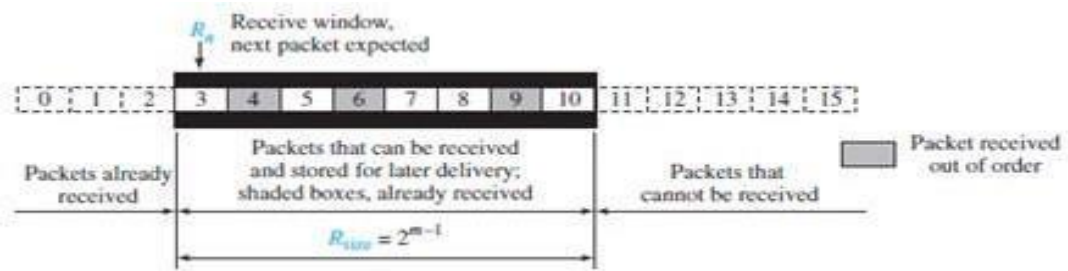 Rn Receive window,
next packet expected
0 1 2 3 4 5 6 7 8 9 10 11 12 13 14 15
Packets already
received
Packets that can be received
and stored for later delivery;
shaded boxes, already received
Packets that
cannot be received
Packet received
out of order
Rsize = 2^m-1